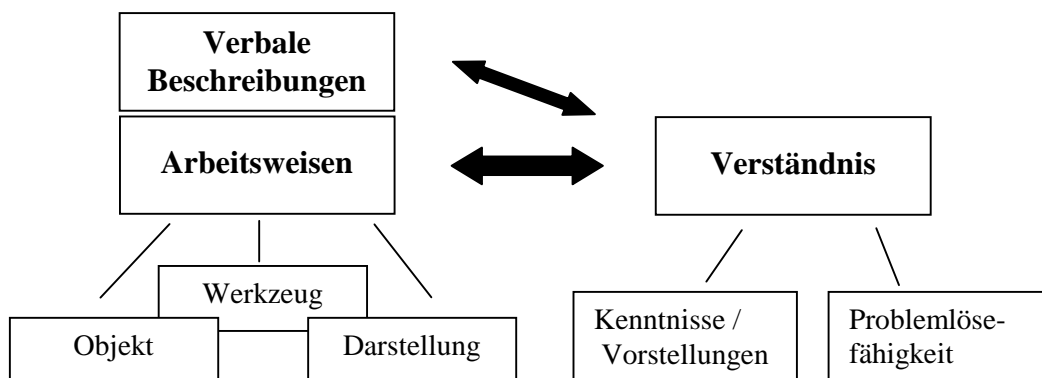 Verbale
Beschreibungen
Arbeitsweisen
Verständnis
Werkzeug
Objekt
Darstellung
Kenntnisse /
Vorstellungen
Problemlöse-
fähigkeit